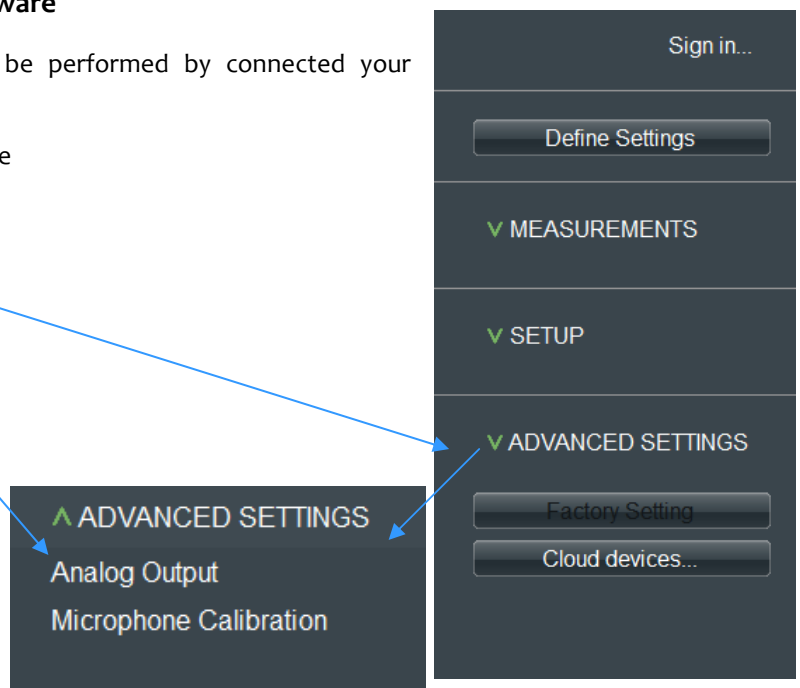 ware
be performed by connected your
e
Sign in...
Define Settings
V MEASUREMENTS
V SETUP
V ADVANCED SETTINGS
Factory Setting
Cloud devices...
Λ ADVANCED SETTINGS
Analog Output
Microphone Calibration